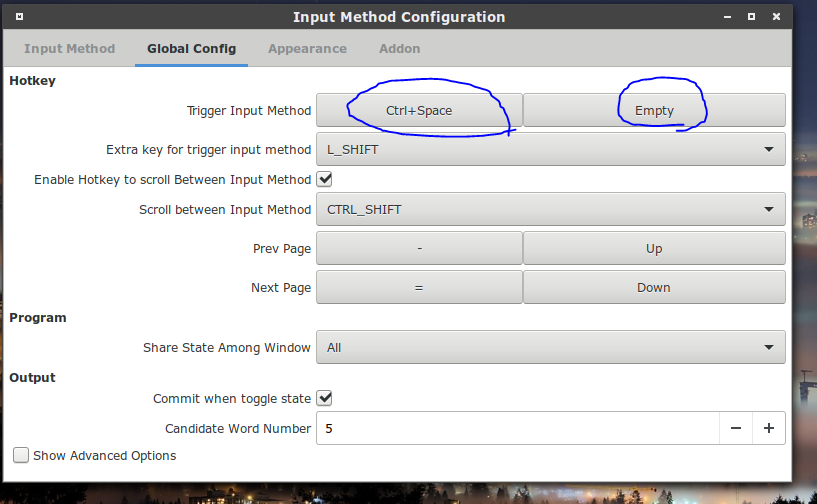 Input Method Configuration
Input Method Global Config Appearance Addon
Hotkey
Trigger Input Method Ctrl+Space Empty
Extra key for trigger input method L_SHIFT
Enable Hotkey to scroll Between Input Method
Scroll between Input Method CTRL_SHIFT
Prev Page - Up
Next Page = Down
Program
Share State Among Window All
Output
Commit when toggle state
Candidate Word Number 5 − +
Show Advanced Options